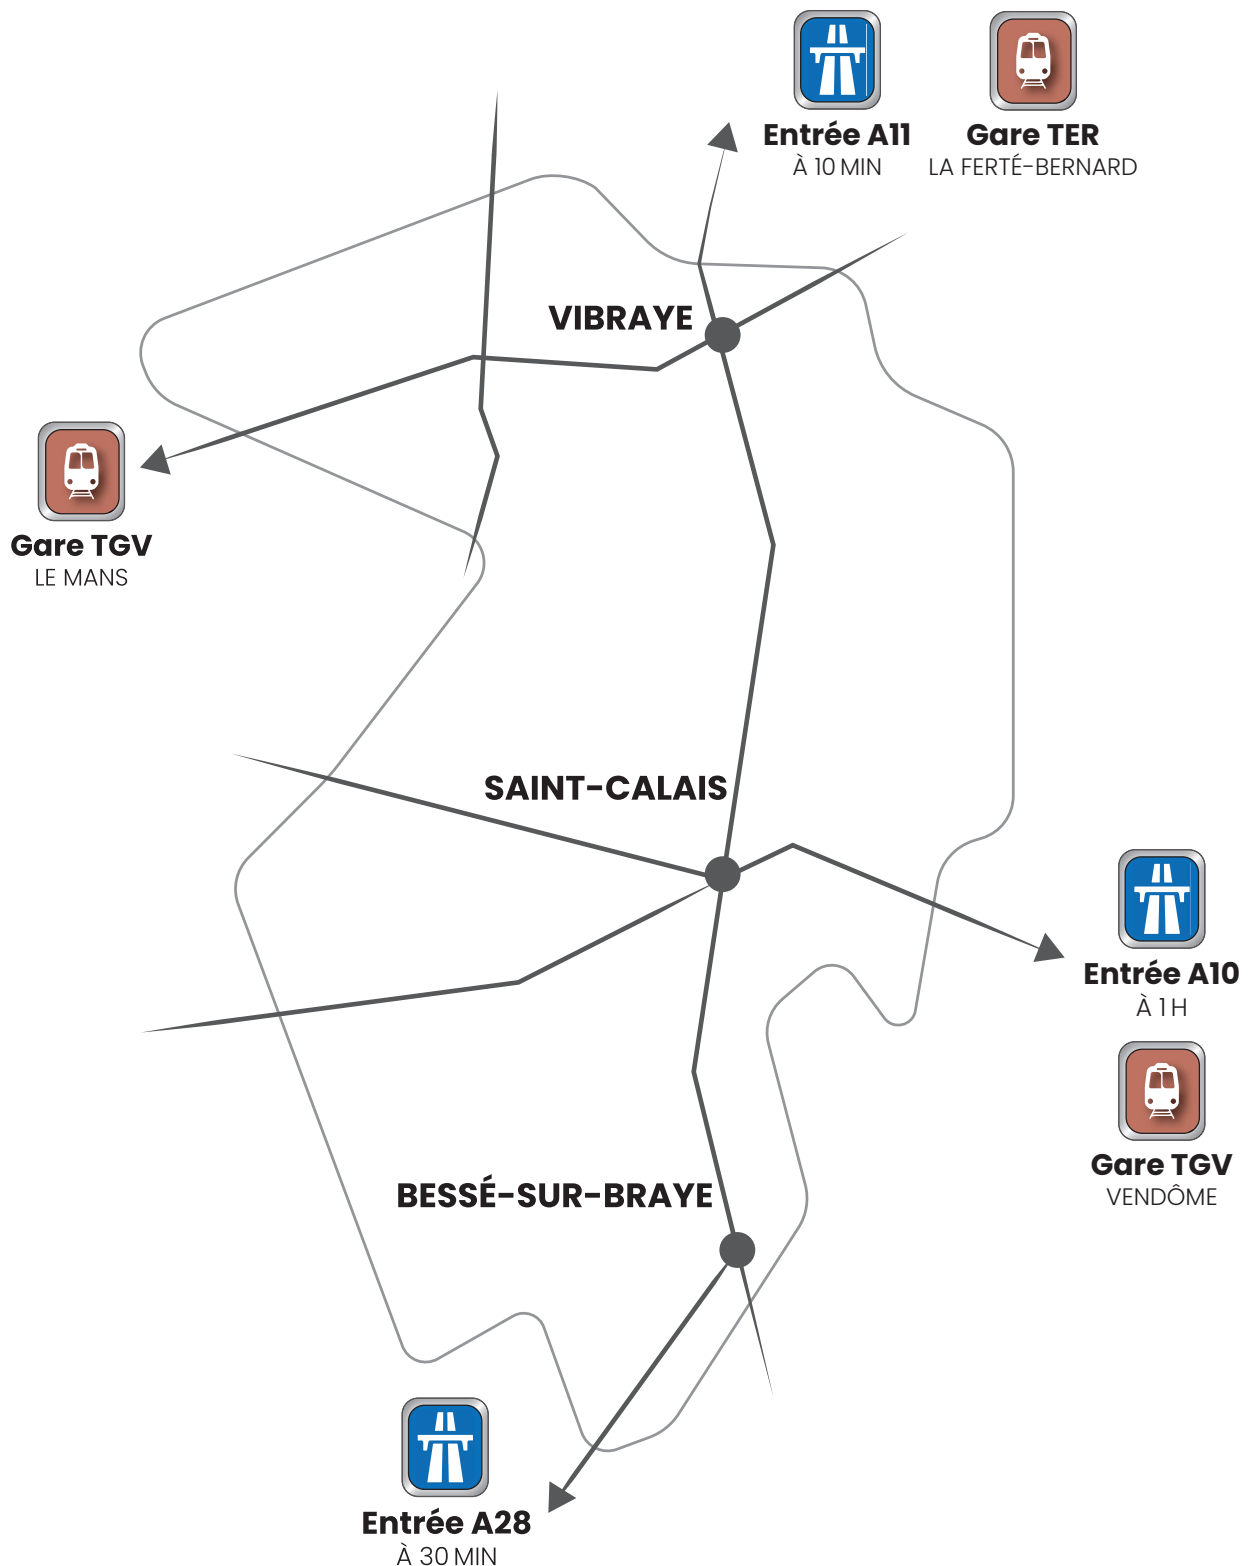 Entrée A11
À 10 MIN
Gare TER
LA FERTÉ-BERNARD
VIBRAYE
Gare TGV
LE MANS
SAINT-CALAIS
Entrée A10
À 1 H
Gare TGV
VENDÔME
BESSÉ-SUR-BRAYE
Entrée A28
À 30 MIN